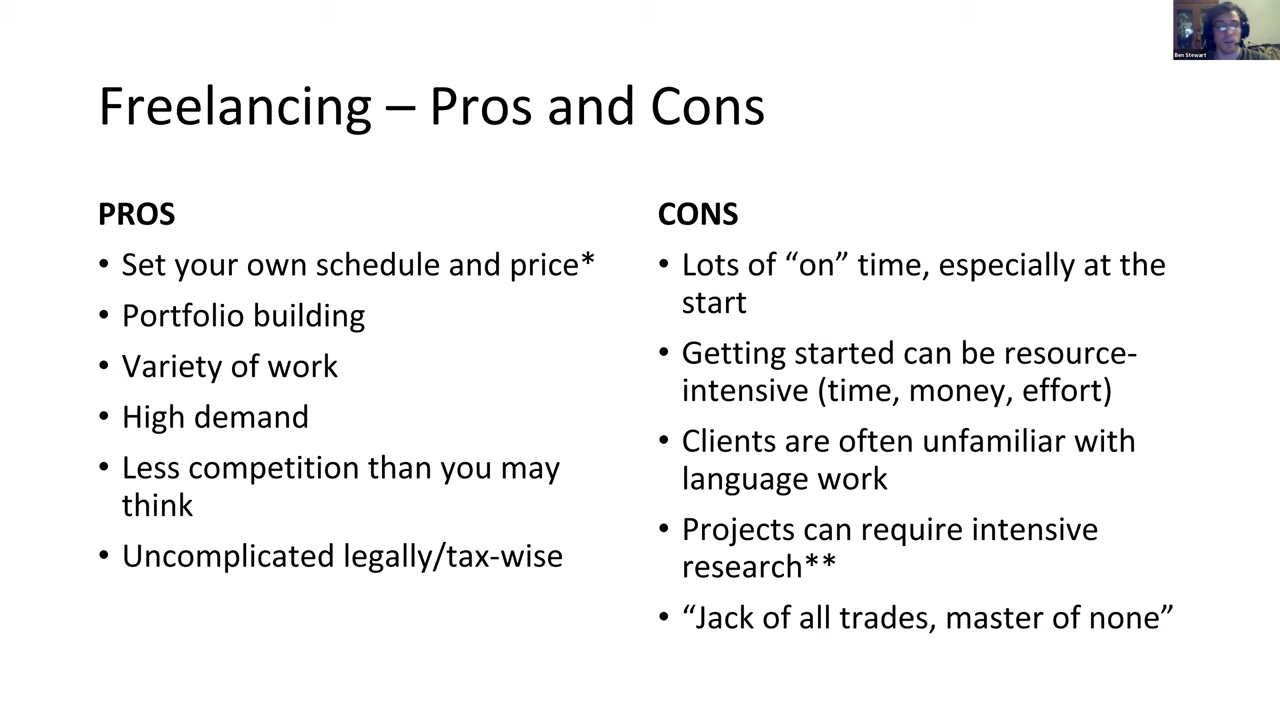 Ben Stewart
Freelancing – Pros and Cons
PROS
• Set your own schedule and price*
• Portfolio building
• Variety of work
• High demand
• Less competition than you may
think
• Uncomplicated legally/tax-wise
CONS
• Lots of “on” time, especially at the
start
• Getting started can be resource-
intensive (time, money, effort)
• Clients are often unfamiliar with
language work
• Projects can require intensive
research**
• “Jack of all trades, master of none”